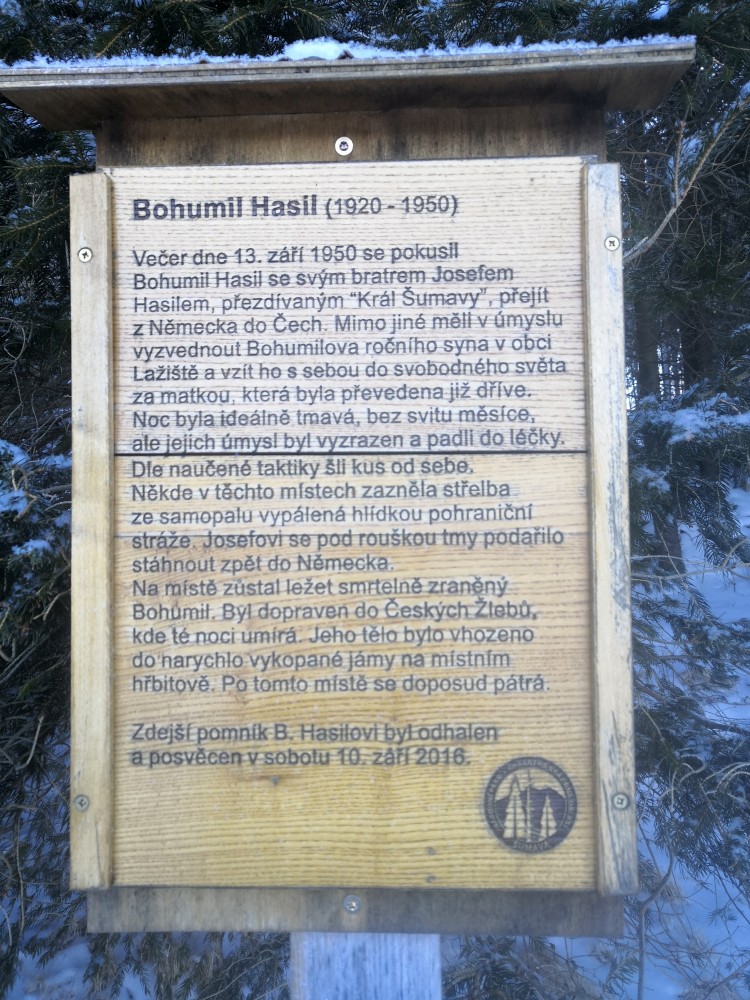 Bohumil Hasil (1920 - 1950)
Večer dne 13. září 1950 se pokusil
Bohumil Hasil se svým bratrem Josefem
Hasilem, přezdívaným “Král Šumavy”, přejít
z Německa do Čech. Mimo jiné měli v úmyslu
vyzvednout Bohumilova ročního syna v obci
Lažiště a vzít ho s sebou do svobodného světa
za matkou, která byla převedena již dříve.
Noc byla ideálně tmavá, bez svitu měsíce,
ale jejich úmysl byl vyzrazen a padli do léčky.
Dle naučené taktiky šli kus od sebe.
Někde v těchto místech zazněla střelba
ze samopalu vypálená hlídkou pohraniční
stráže. Josefovi se pod rouškou tmy podařilo
stáhnout zpět do Německa.
Na místě zůstal ležet smrtelně zraněný
Bohumil. Byl dopraven do Českých Žlebů,
kde té noci umírá. Jeho tělo bylo vhozeno
do narychlo vykopané jámy na místním
hřbitově. Po tomto místě se doposud pátrá.
Zdejší pomník B. Hasilovi byl odhalen
a posvěcen v sobotu 10. září 2016.
ŠUMAVA